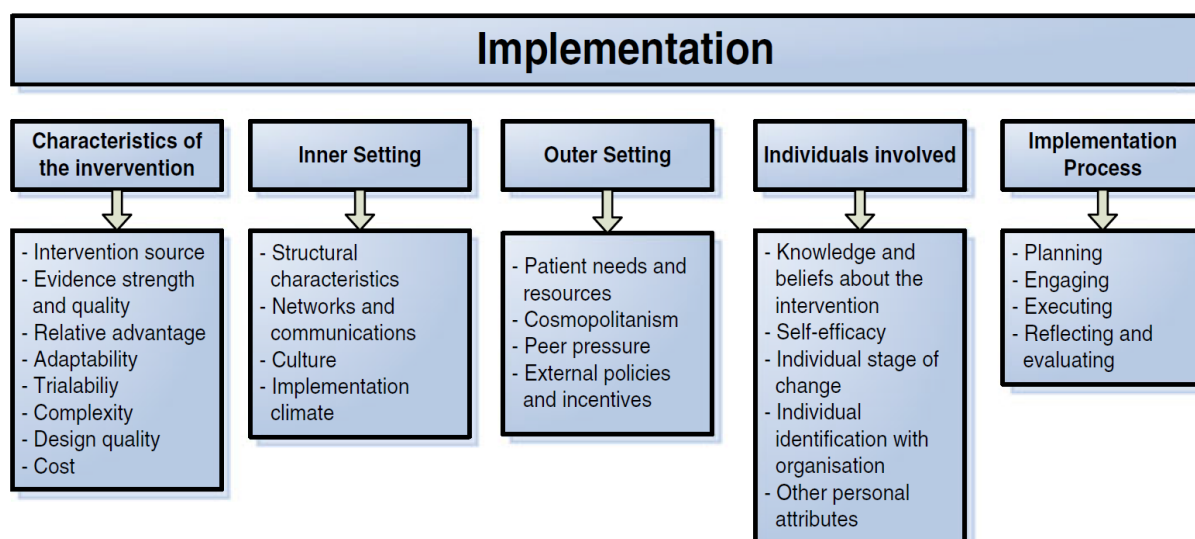 Implementation
Characteristics of
the invervention
- Intervention source
- Evidence strength
and quality
- Relative advantage
- Adaptability
- Trialabiliy
- Complexity
- Design quality
- Cost
Inner Setting
- Structural
characteristics
- Networks and
communications
- Culture
- Implementation
climate
Outer Setting
- Patient needs and
resources
- Cosmopolitanism
- Peer pressure
- External policies
and incentives
Individuals involved
- Knowledge and
beliefs about the
intervention
- Self-efficacy
- Individual stage of
change
- Individual
identification with
organisation
- Other personal
attributes
Implementation
Process
- Planning
- Engaging
- Executing
- Reflecting and
evaluating